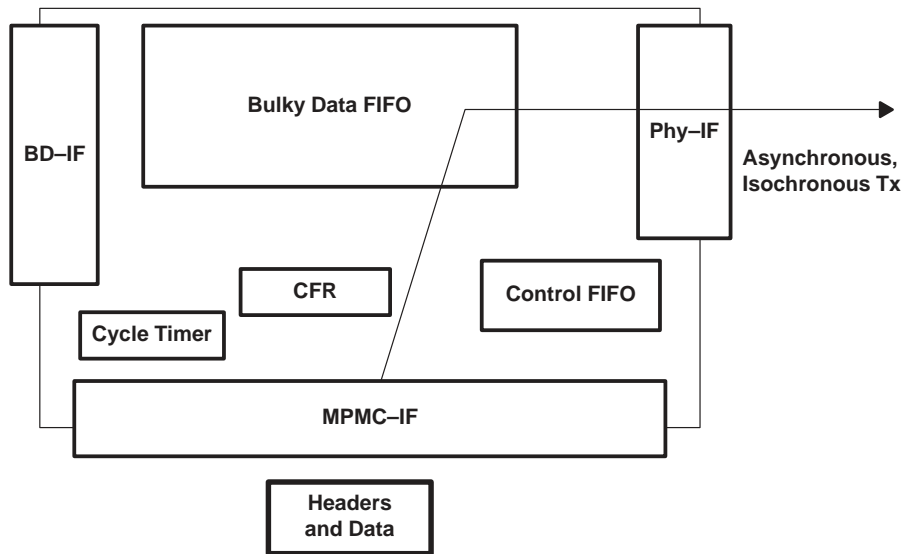 Bulky Data FIFO
BD–IF
Phy–IF
Asynchronous,
Isochronous Tx
CFR
Control FIFO
Cycle Timer
MPMC–IF
Headers
and Data